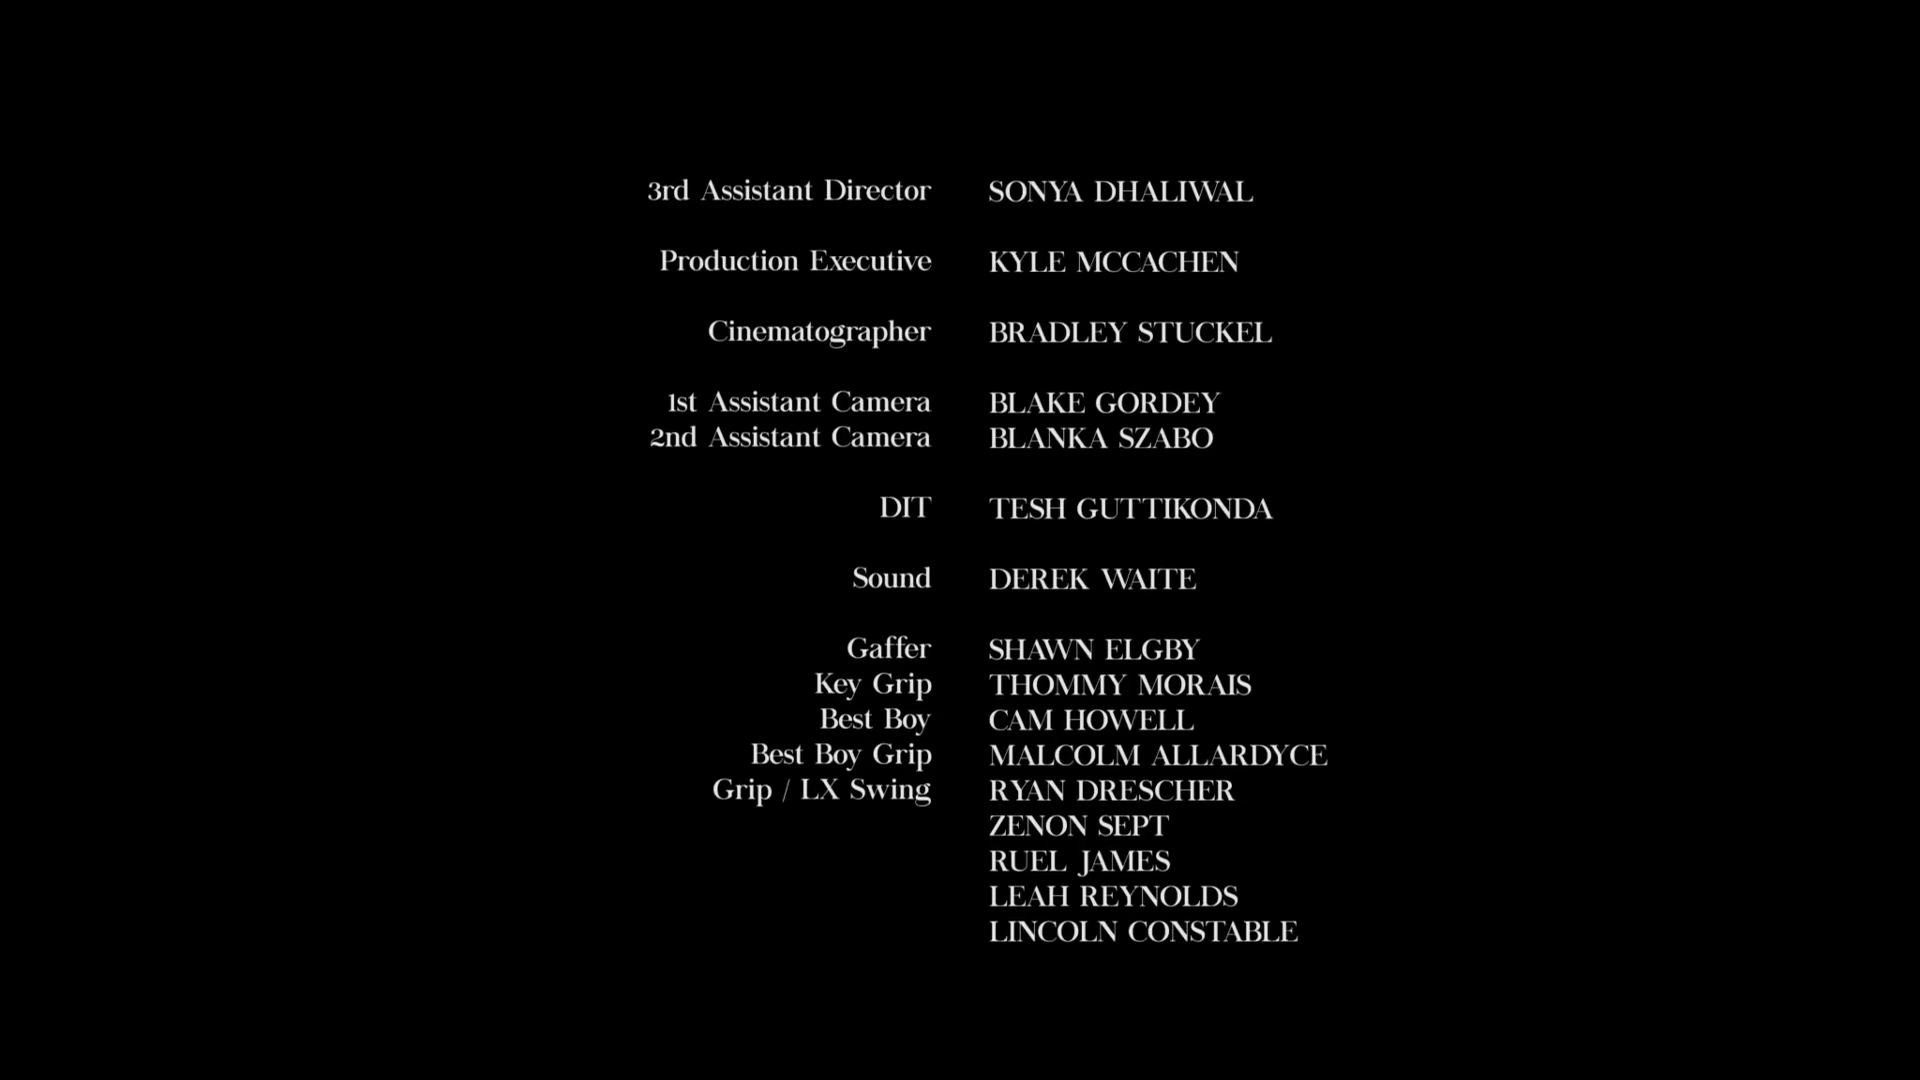 3rd Assistant Director SONYA DHALIWAL
Production Executive KYLE MCCACHEN
Cinematographer BRADLEY STUCKEL
1st Assistant Camera BLAKE GORDEY
2nd Assistant Camera BLANKA SZABO
DIT TESH GUTTIKONDA
Sound DEREK WAITE
Gaffer SHAWN ELGBY
Key Grip THOMMY MORAIS
Best Boy CAM HOWELL
Best Boy Grip MALCOLM ALLARDYCE
Grip / LX Swing RYAN DRESCHER
ZENON SEPT
RUEL JAMES
LEAH REYNOLDS
LINCOLN CONSTABLE